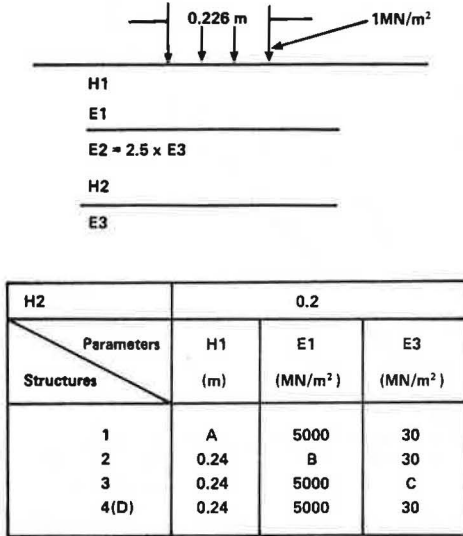 0.226 m
1MN/m²
H1
E1
E2 = 2.5 x E3
H2
E3
H2 0.2
Parameters H1 E1 E3
Structures (m) (MN/m²) (MN/m²)
1 A 5000 30
2 0.24 B 30
3 0.24 5000 C
4(D) 0.24 5000 30